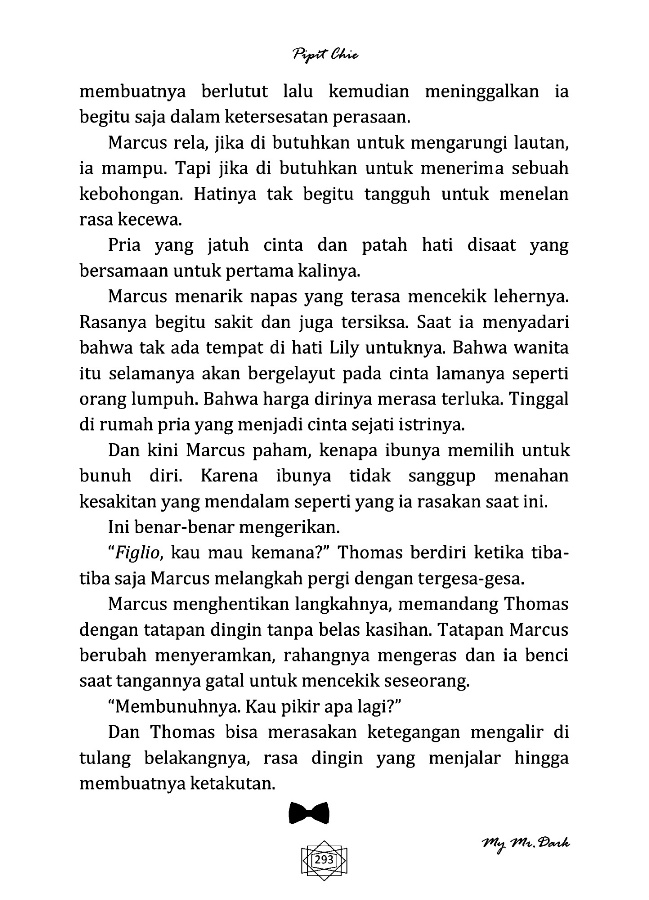 Pipit Chie
membuatnya berlutut lalu kemudian meninggalkan ia
begitu saja dalam ketersesatan perasaan.
Marcus rela, jika di butuhkan untuk mengarungi lautan,
ia mampu. Tapi jika di butuhkan untuk menerima sebuah
kebohongan. Hatinya tak begitu tangguh untuk menelan
rasa kecewa.
Pria yang jatuh cinta dan patah hati disaat yang
bersamaan untuk pertama kalinya.
Marcus menarik napas yang terasa mencekik lehernya.
Rasanya begitu sakit dan juga tersiksa. Saat ia menyadari
bahwa tak ada tempat di hati Lily untuknya. Bahwa wanita
itu selamanya akan bergelayut pada cinta lamanya seperti
orang lumpuh. Bahwa harga dirinya merasa terluka. Tinggal
di rumah pria yang menjadi cinta sejati istrinya.
Dan kini Marcus paham, kenapa ibunya memilih untuk
bunuh diri. Karena ibunya tidak sanggup menahan
kesakitan yang mendalam seperti yang ia rasakan saat ini.
Ini benar-benar mengerikan.
“Figlio, kau mau kemana?” Thomas berdiri ketika tiba-
tiba saja Marcus melangkah pergi dengan tergesa-gesa.
Marcus menghentikan langkahnya, memandang Thomas
dengan tatapan dingin tanpa belas kasihan. Tatapan Marcus
berubah menyeramkan, rahangnya mengeras dan ia benci
saat tangannya gatal untuk mencekik seseorang.
“Membunuhnya. Kau pikir apa lagi?”
Dan Thomas bisa merasakan ketegangan mengalir di
tulang belakangnya, rasa dingin yang menjalar hingga
membuatnya ketakutan.
My Mr. Dark
293